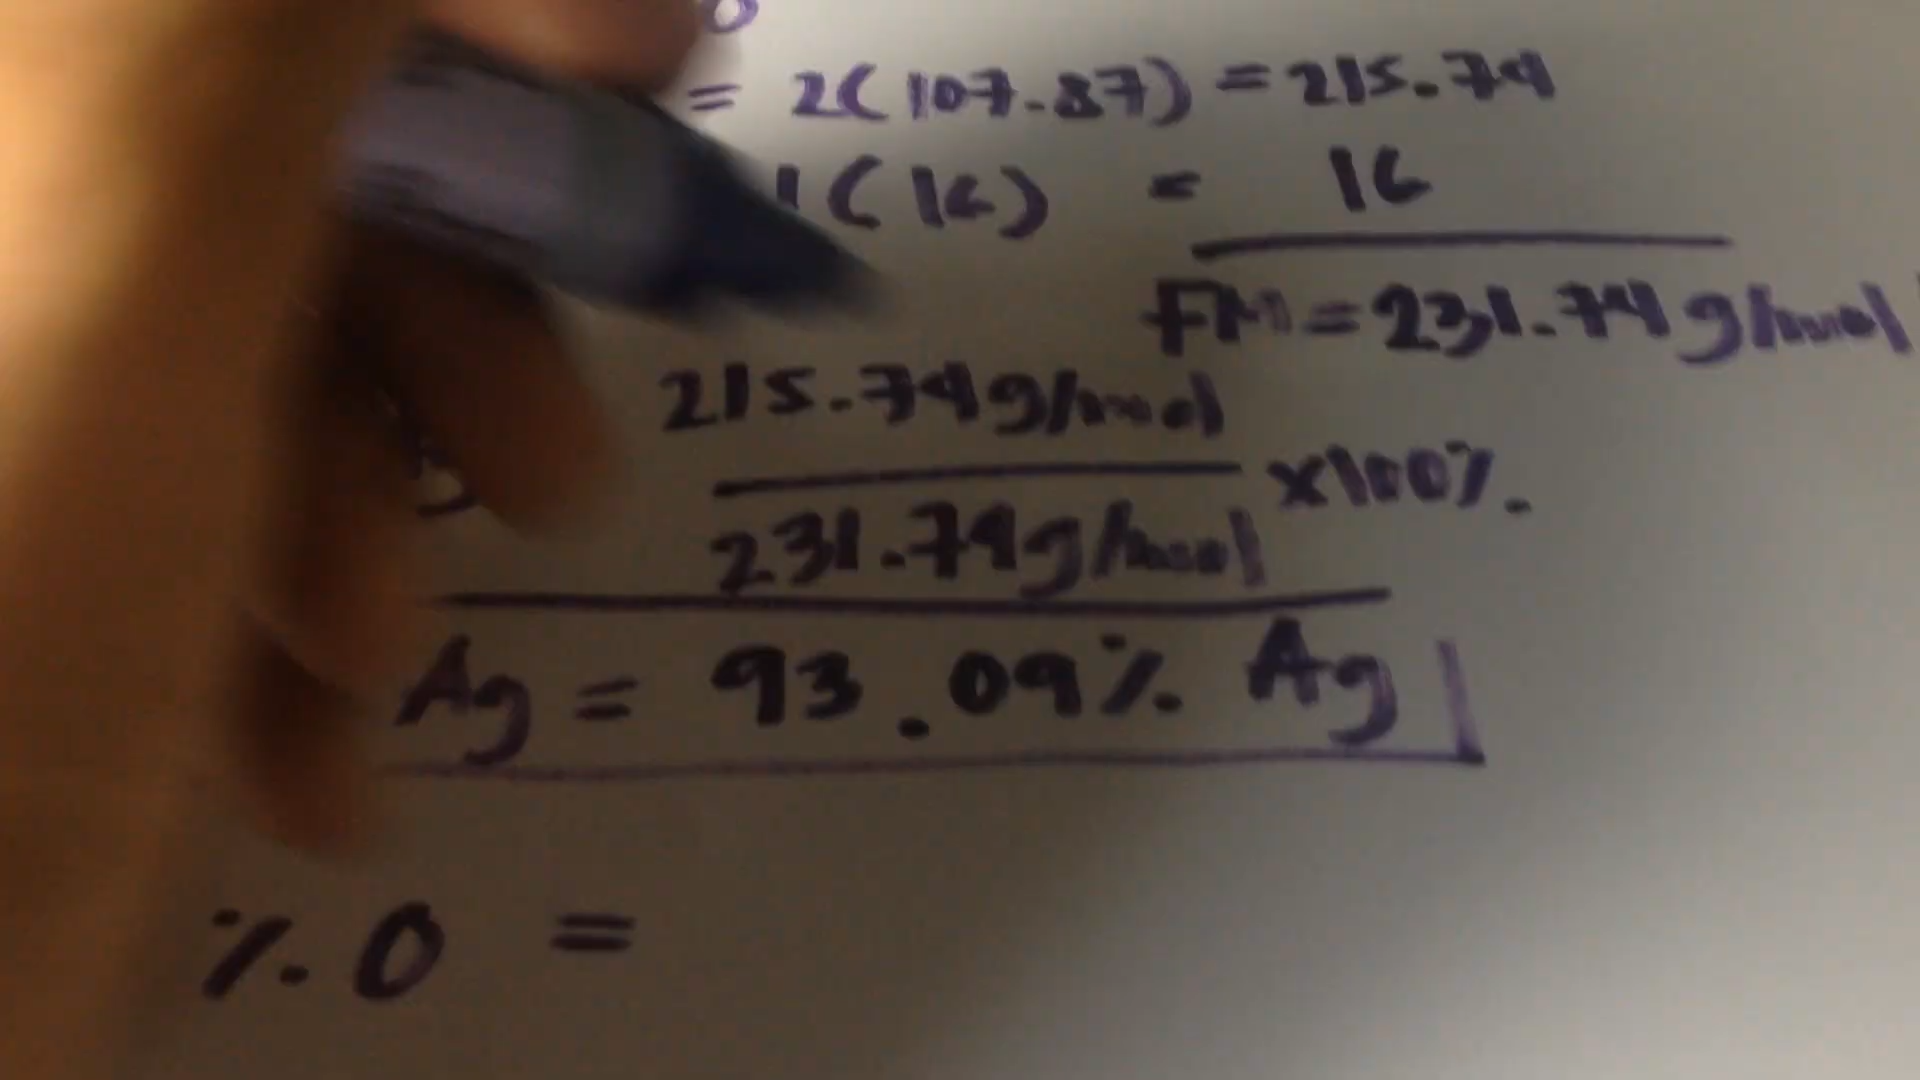 = 2(107.87) = 215.74
1(16) = 16
FM = 231.74 g/mol
215.74 g/mol
x100%.
231.74 g/mol
Ag = 93.09% Ag
% O =